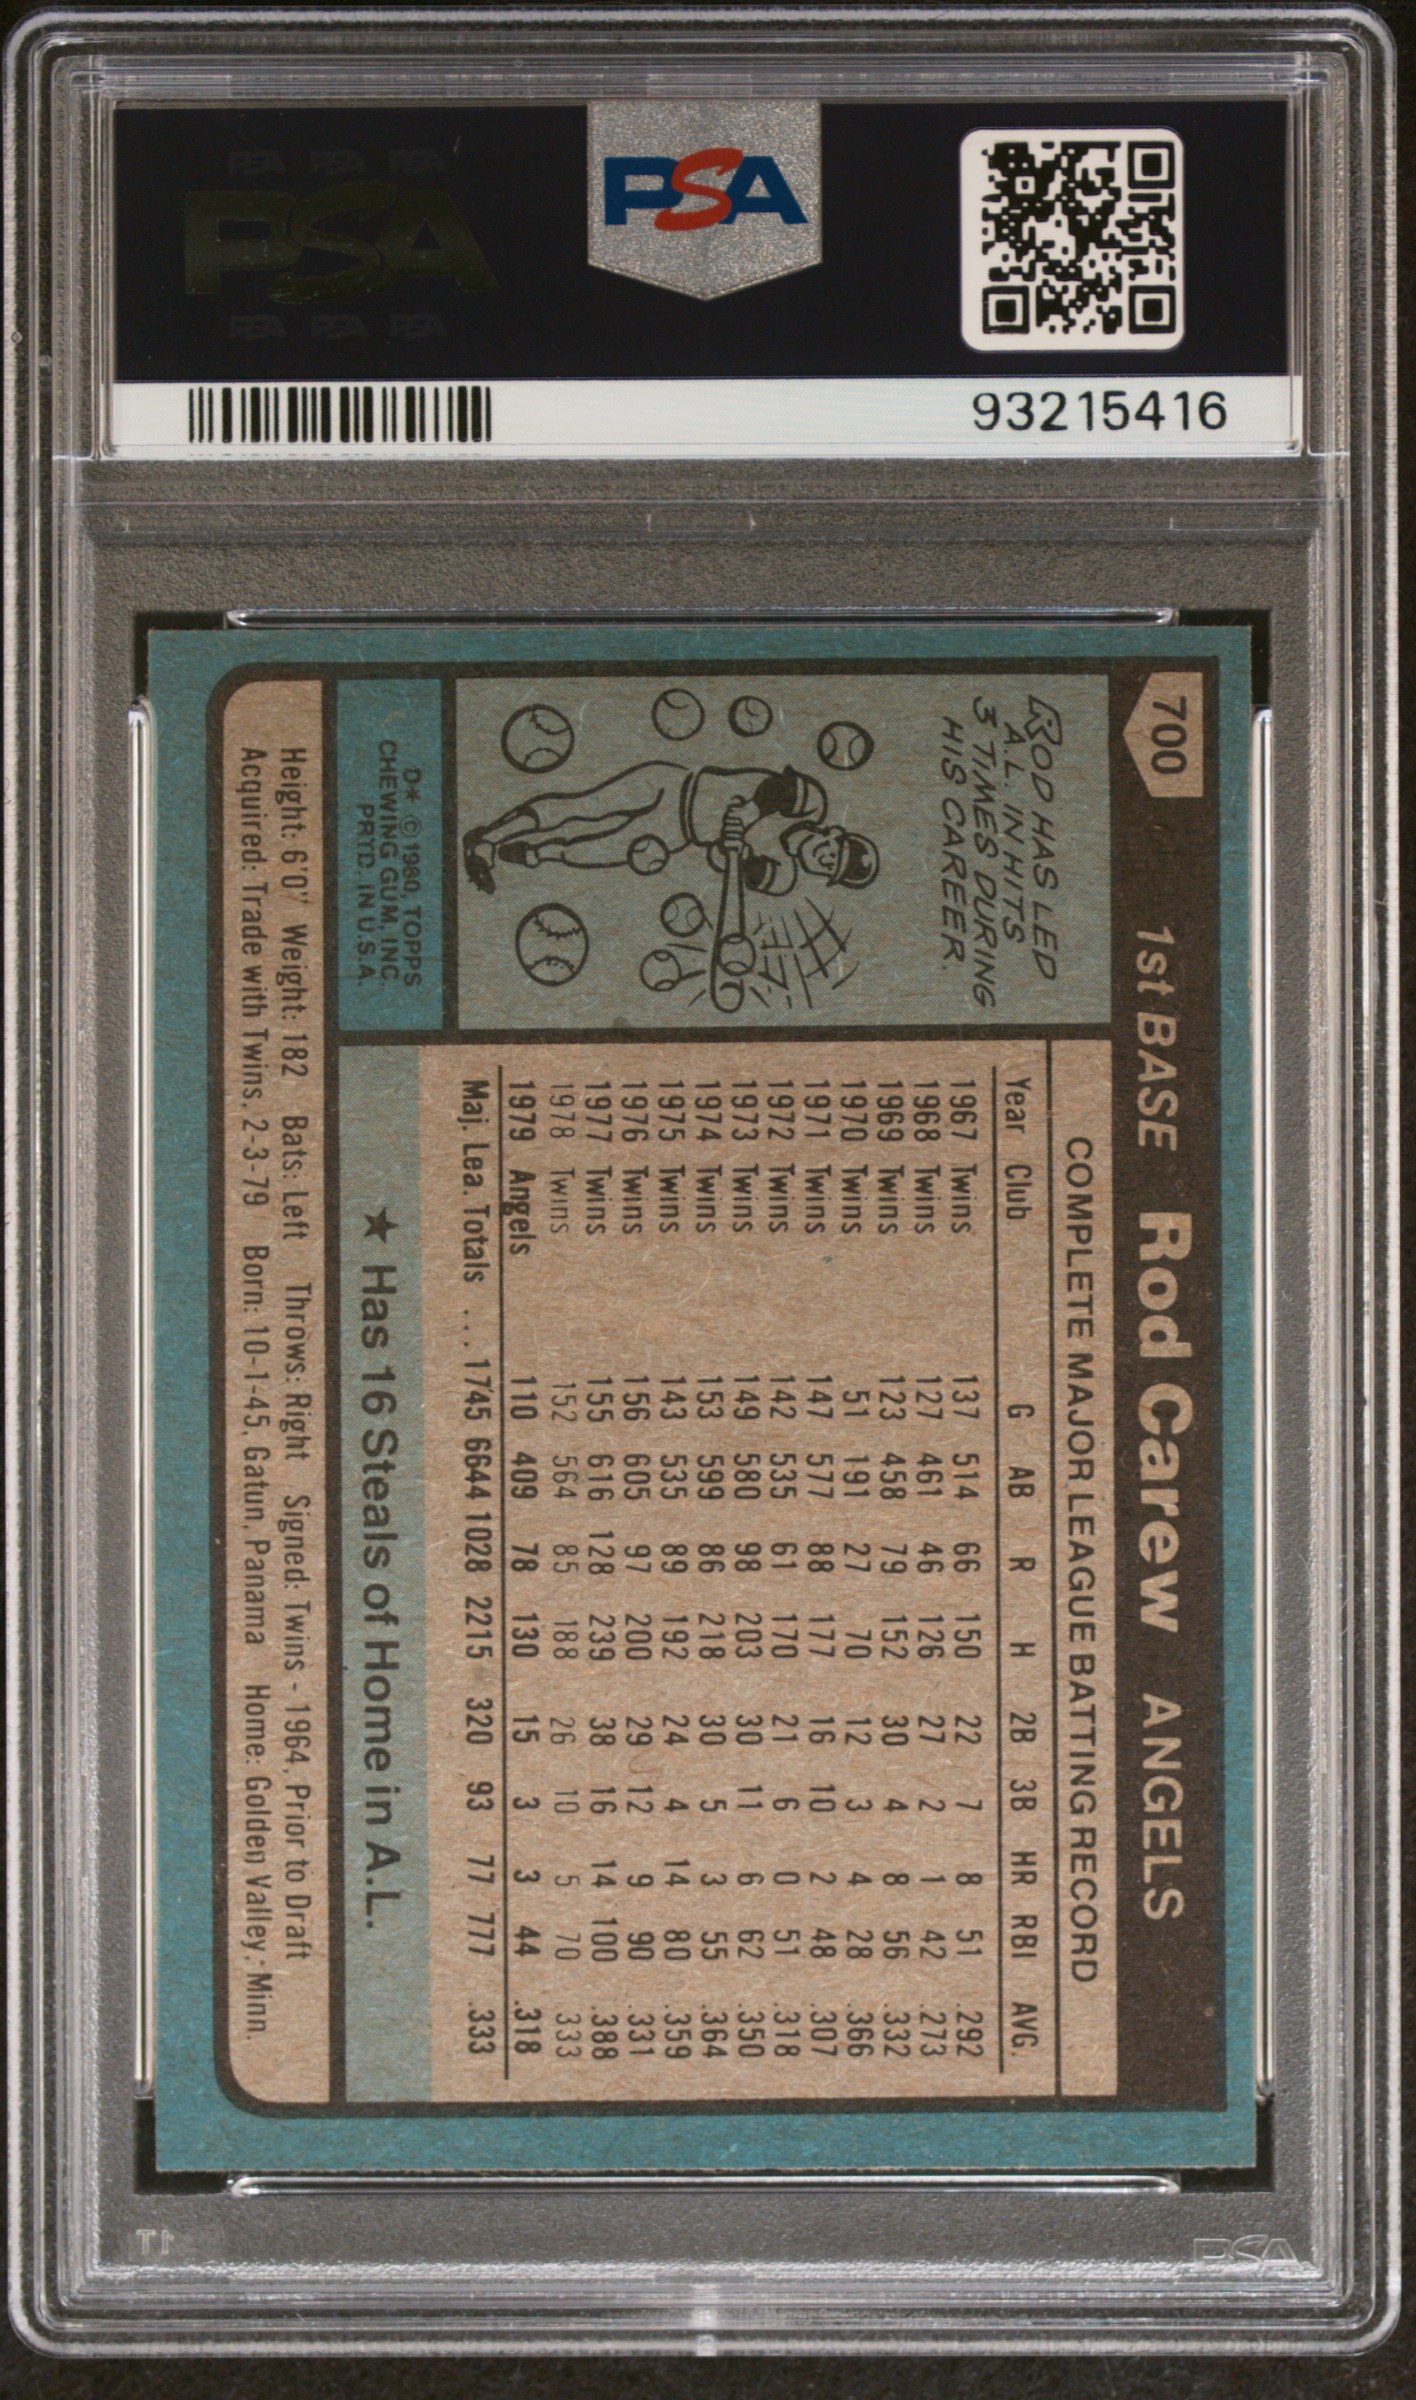 PSA PSA PSA
PSA
PSA PSA PSA
PSA
93215416
700 1st BASE Rod Carew ANGELS
ROD HAS LED
A.L. IN HITS
3 TIMES DURING
HIS CAREER.
D* © 1980, TOPPS
CHEWING GUM, INC.
PRTD. IN U.S.A.
COMPLETE MAJOR LEAGUE BATTING RECORD
Year Club G AB R H 2B 3B HR RBI AVG.
1967 Twins 137 514 66 150 22 7 8 51 .292
1968 Twins 127 461 46 126 27 2 1 42 .273
1969 Twins 123 458 79 152 30 4 8 56 .332
1970 Twins 51 191 27 70 12 3 4 28 .366
1971 Twins 147 577 88 177 16 10 2 48 .307
1972 Twins 142 535 61 170 21 6 0 51 .318
1973 Twins 149 580 98 203 30 11 6 62 .350
1974 Twins 153 599 86 218 30 5 3 55 .364
1975 Twins 143 535 89 192 24 4 14 80 .359
1976 Twins 156 605 97 200 29 12 9 90 .331
1977 Twins 155 616 128 239 38 16 14 100 .388
1978 Twins 152 564 85 188 26 10 5 70 .333
1979 Angels 110 409 78 130 15 3 3 44 .318
Maj. Lea. Totals ... 1745 6644 1028 2215 320 93 77 777 .333
★ Has 16 Steals of Home in A.L.
Height: 6'0" Weight: 182 Bats: Left Throws: Right Signed: Twins - 1964, Prior to Draft
Acquired: Trade with Twins, 2-3-79 Born: 10-1-45, Gatun, Panama Home: Golden Valley, Minn.
PSA